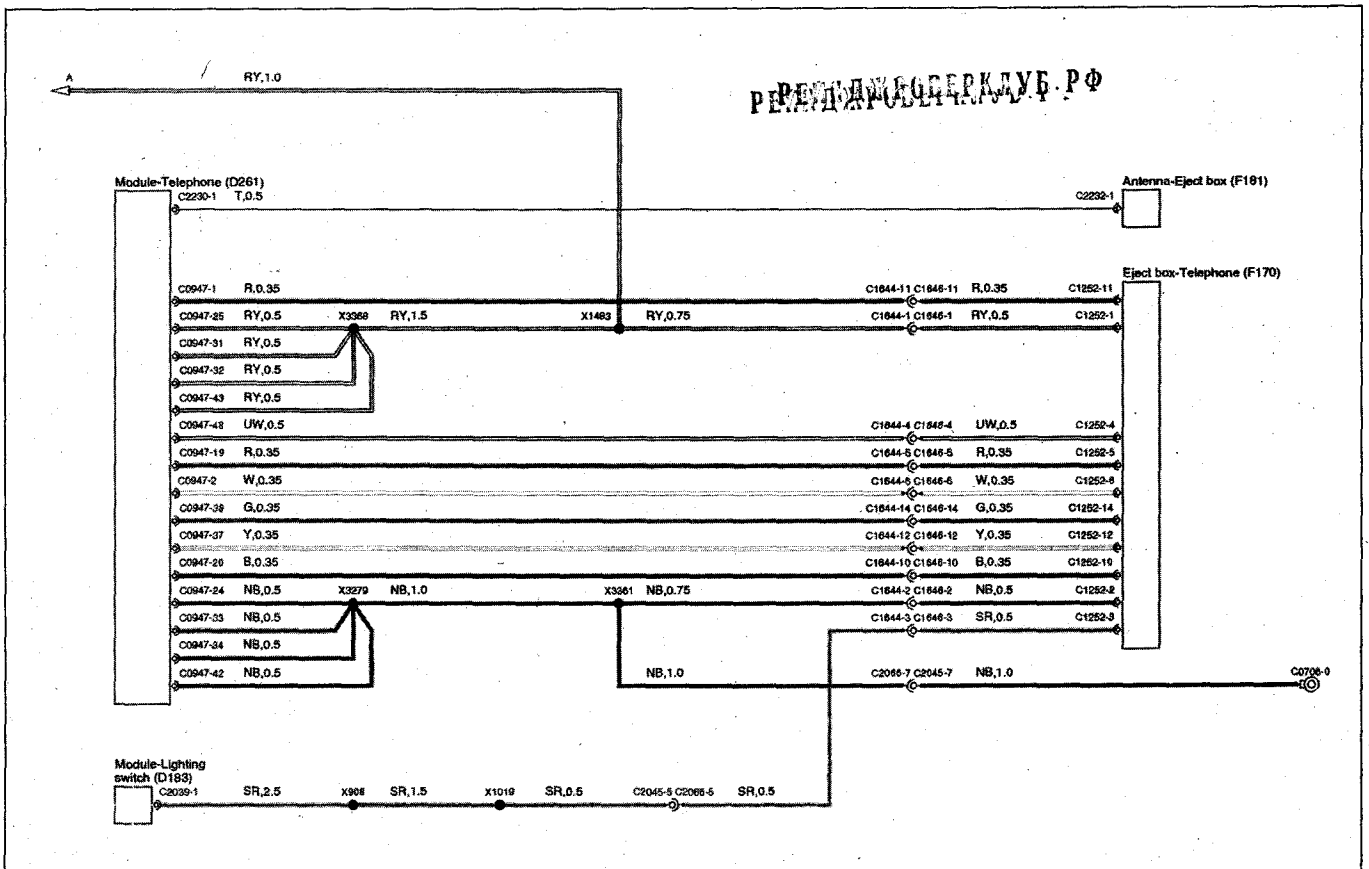 A RY,1.0
РЕНДЖРОВЕРКЛУБ.РФ
Module-Telephone (D261)
C2230-1 T,0.5 C2232-1
Antenna-Eject box (F181)
Eject box-Telephone (F170)
C0947-1 R,0.35 C1644-11 C1646-11 R,0.35 C1252-11
C0947-25 RY,0.5 X3368 RY,1.5 X1483 RY,0.75 C1644-1 C1646-1 RY,0.5 C1252-1
C0947-31 RY,0.5
C0947-32 RY,0.5
C0947-43 RY,0.5
C0947-48 UW,0.5 C1644-4 C1646-4 UW,0.5 C1252-4
C0947-19 R,0.35 C1644-5 C1646-5 R,0.35 C1252-5
C0947-2 W,0.35 C1644-6 C1646-6 W,0.35 C1252-6
C0947-38 G,0.35 C1644-14 C1646-14 G,0.35 C1252-14
C0947-37 Y,0.35 C1644-12 C1646-12 Y,0.35 C1252-12
C0947-20 B,0.35 C1644-10 C1646-10 B,0.35 C1252-10
C0947-24 NB,0.5 X3279 NB,1.0 X3361 NB,0.75 C1644-2 C1646-2 NB,0.5 C1252-2
C0947-33 NB,0.5 C1644-3 C1646-3 SR,0.5 C1252-3
C0947-34 NB,0.5
C0947-42 NB,0.5 NB,1.0 C2066-7 C2045-7 NB,1.0 C0706-0
Module-Lighting
switch (D183)
C2039-1 SR,2.5 X906 SR,1.5 X1019 SR,0.5 C2045-5 C2066-5 SR,0.5